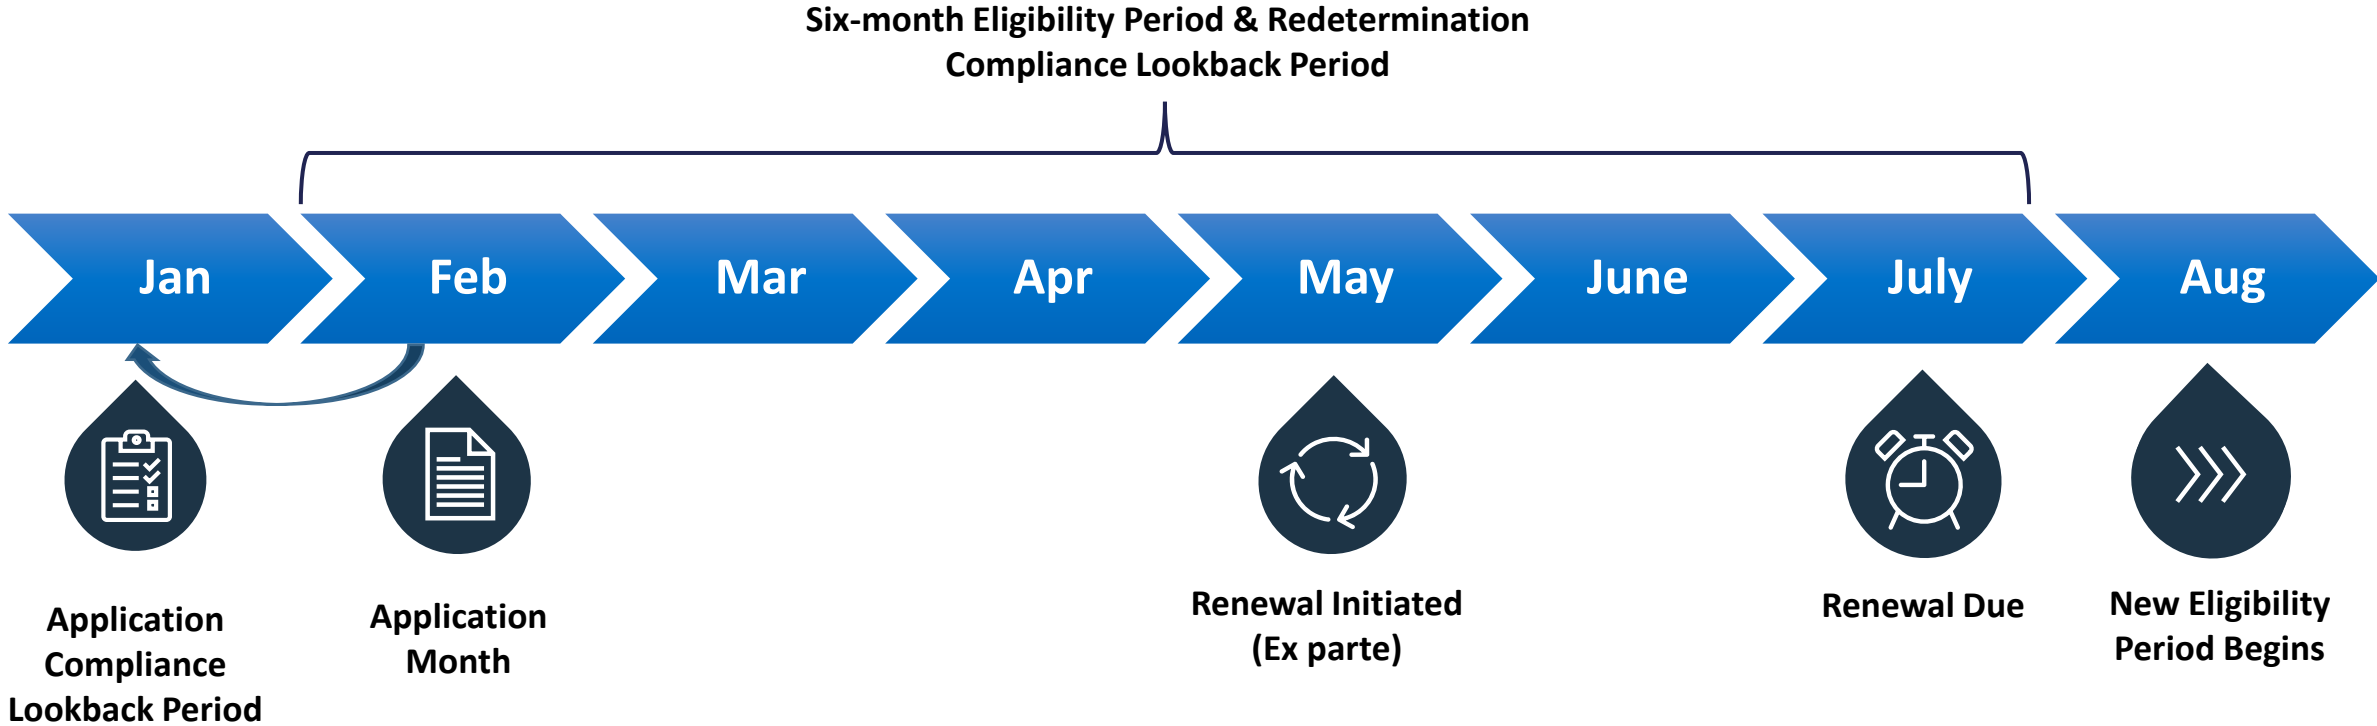 Six-month Eligibility Period & Redetermination
Compliance Lookback Period
Jan
Feb
Mar
Apr
May
June
July
Aug
Application
Compliance
Lookback Period
Application
Month
Renewal Initiated
(Ex parte)
Renewal Due
New Eligibility
Period Begins